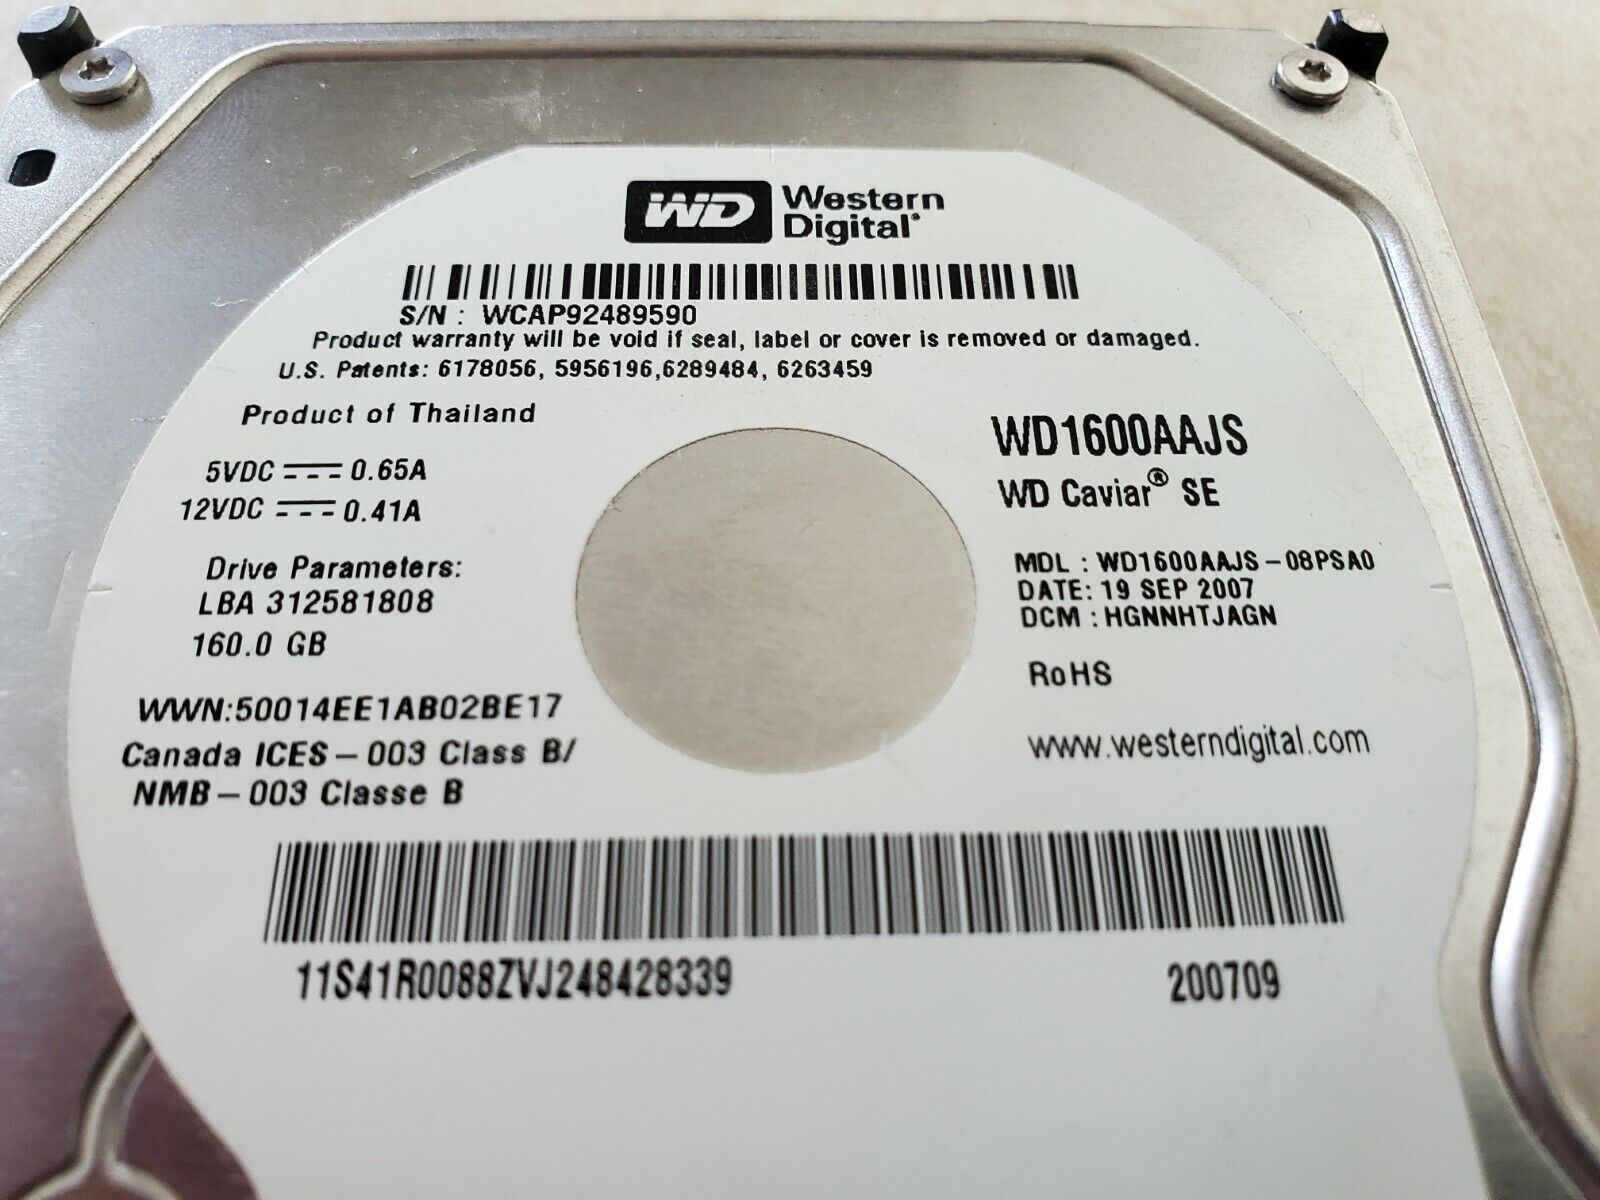 WD Western
Digital®
S/N : WCAP92489590
Product warranty will be void if seal, label or cover is removed or damaged.
U.S. Patents: 6178056, 5956196,6289484, 6263459
Product of Thailand
5VDC 0.65A
12VDC 0.41A
Drive Parameters:
LBA 312581808
160.0 GB
WWN:50014EE1AB02BE17
Canada ICES-003 Class B/
NMB-003 Classe B
WD1600AAJS
WD Caviar® SE
MDL : WD1600AAJS-08PSA0
DATE: 19 SEP 2007
DCM : HGNNHTJAGN
RoHS
www.westerndigital.com
11S41R0088ZVJ248428339 200709